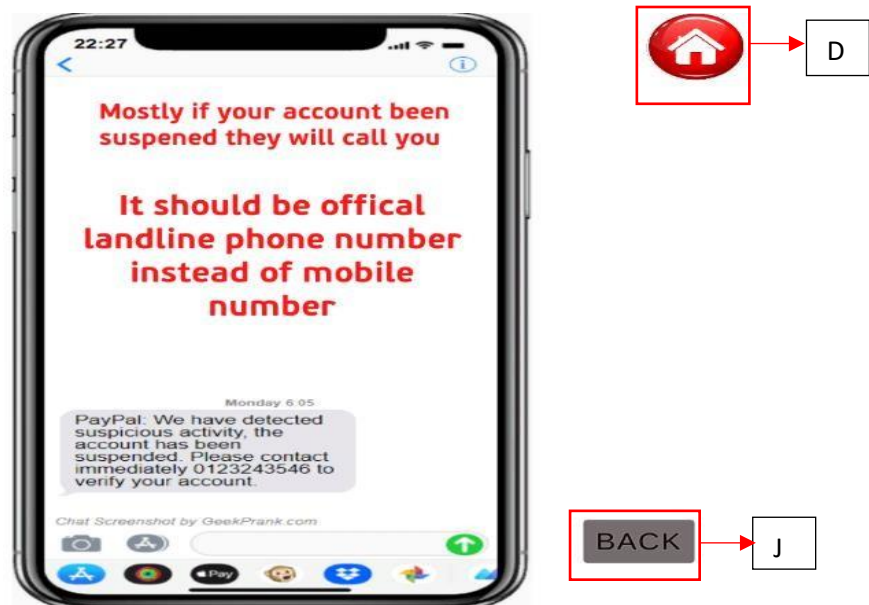 22:27
D
Mostly if your account been
suspened they will call you
It should be offical
landline phone number
instead of mobile
number
Monday 6:05
PayPal: We have detected
suspicious activity, the
account has been
suspended. Please contact
immediately 0123243546 to
verify your account.
Chat Screenshot by GeekPrank.com
BACK
J
Pay